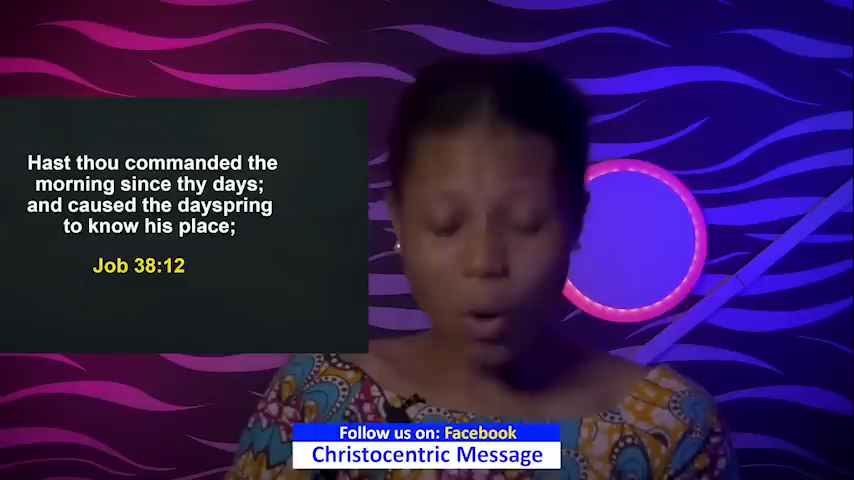 Hast thou commanded the
morning since thy days;
and caused the dayspring
to know his place;
Job 38:12
Follow us on: Facebook
Christocentric Message